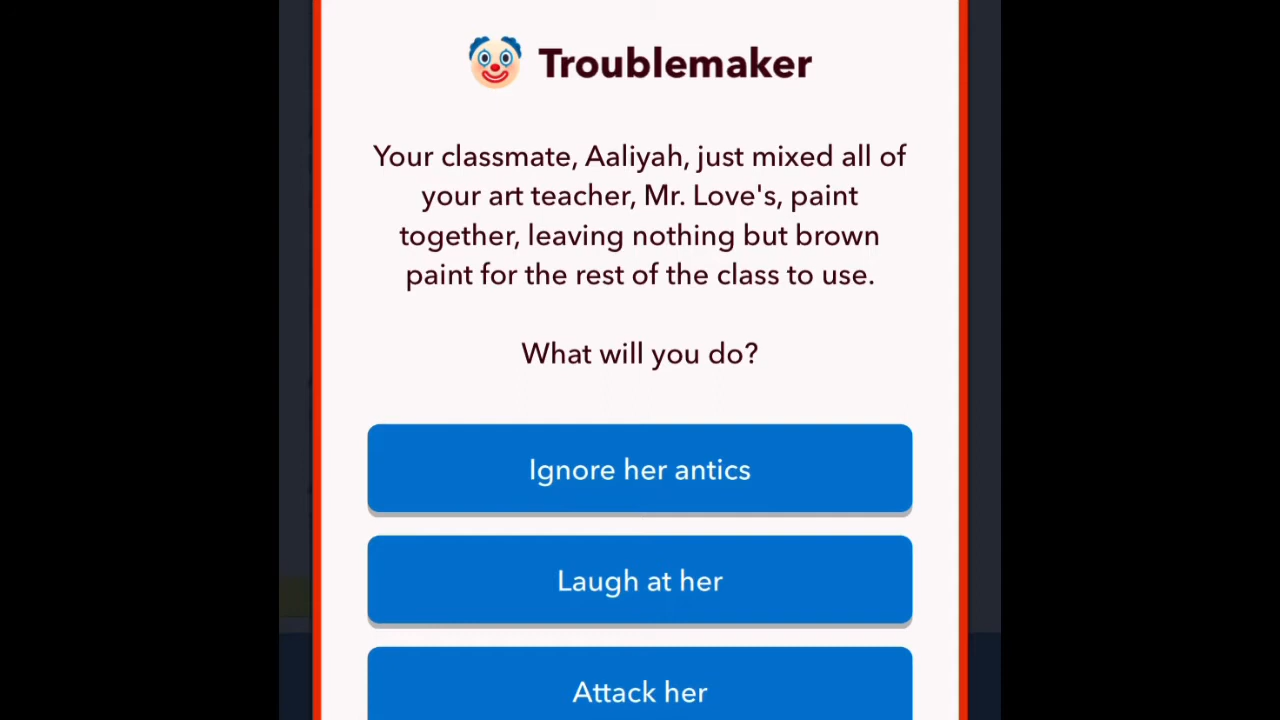 Troublemaker
Your classmate, Aaliyah, just mixed all of
your art teacher, Mr. Love's, paint
together, leaving nothing but brown
paint for the rest of the class to use.
What will you do?
Ignore her antics
Laugh at her
Attack her